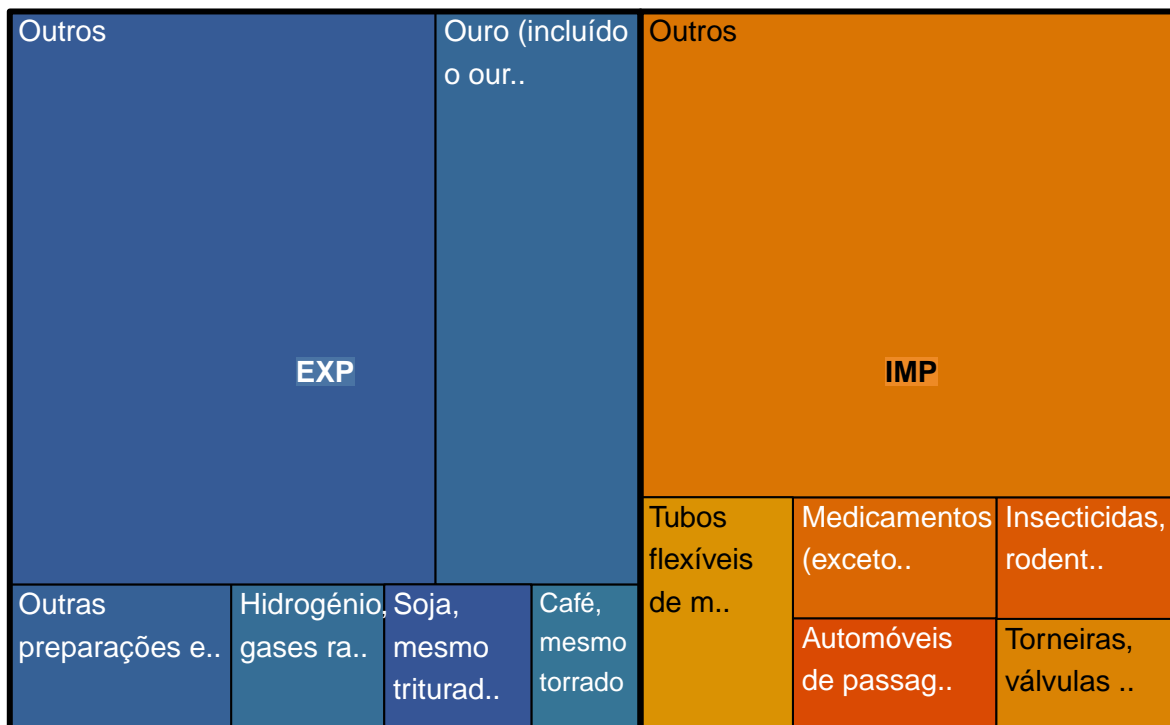 Outros
Ouro (incluído
o our..
EXP
Outras
preparações e..
Hidrogénio,
gases ra..
Soja,
mesmo
triturad..
Café,
mesmo
torrado
Outros
IMP
Tubos
flexíveis
de m..
Medicamentos
(exceto..
Insecticidas,
rodent..
Automóveis
de passag..
Torneiras,
válvulas ..